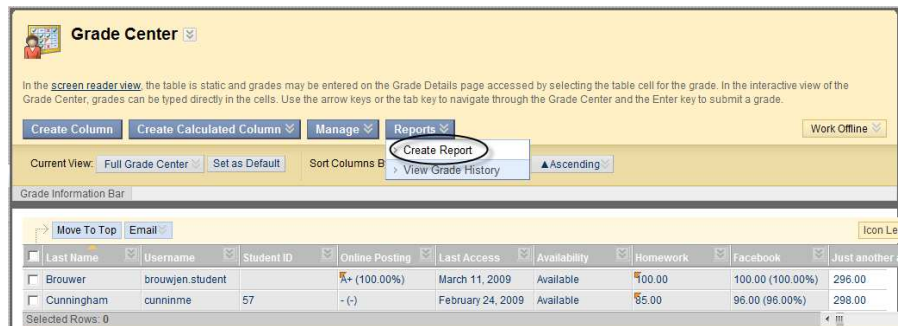 Grade Center
In the screen reader view, the table is static and grades may be entered on the Grade Details page accessed by selecting the table cell for the grade. In the interactive view of the
Grade Center, grades can be typed directly in the cells. Use the arrow keys or the tab key to navigate through the Grade Center and the Enter key to submit a grade.
Create Column Create Calculated Column Manage Reports Work Offline
> Create Report
Current View: Full Grade Center Set as Default Sort Columns B ▲Ascending
> View Grade History
Grade Information Bar
Move To Top Email Icon Le
Last Name Username Student ID Online Posting Last Access Availability Homework Facebook Just another
Brouwer brouwjen.student A+ (100.00%) March 11, 2009 Available 100.00 100.00 (100.00%) 296.00
Cunningham cunninme 57 - (-) February 24, 2009 Available 85.00 96.00 (96.00%) 298.00
Selected Rows: 0